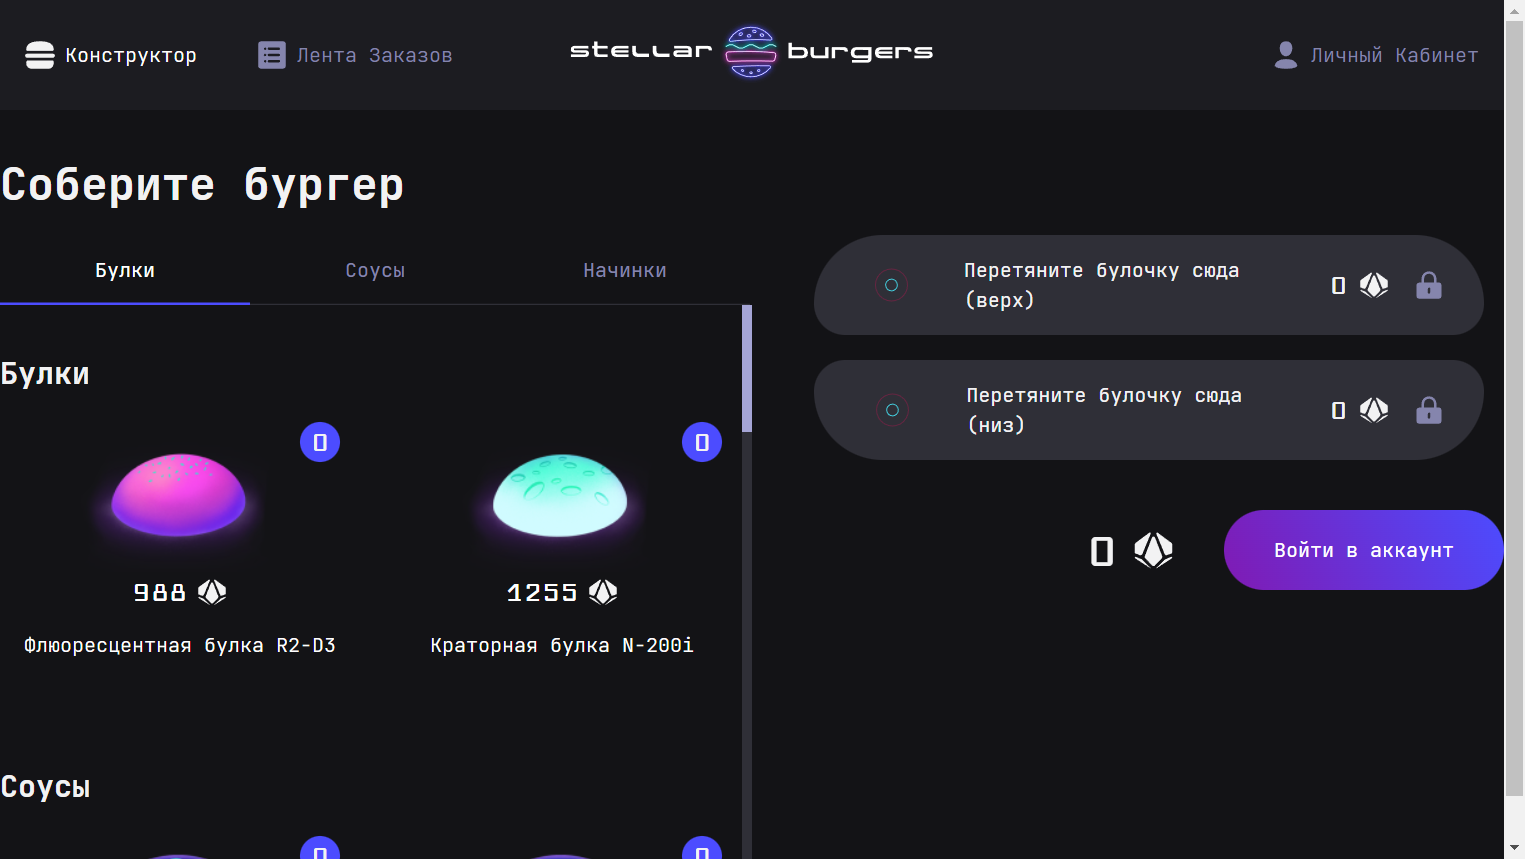 Конструктор
Лента Заказов
stellar burgers
Личный Кабинет
Соберите бургер
Булки
Соусы
Начинки
Булки
0
0
988
1255
Флюоресцентная булка R2-D3
Краторная булка N-200i
Соусы
0
0
Перетяните булочку сюда
(верх)
0
Перетяните булочку сюда
(низ)
0
0
Войти в аккаунт